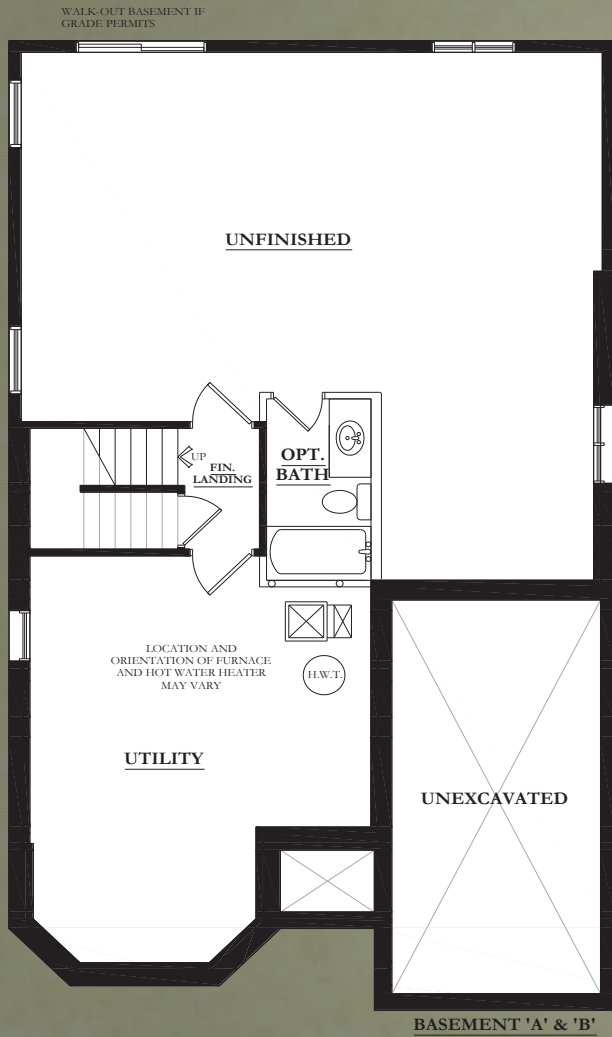 WALK-OUT BASEMENT IF
GRADE PERMITS
UNFINISHED
UP
FIN.
LANDING
OPT.
BATH
LOCATION AND
ORIENTATION OF FURNACE
AND HOT WATER HEATER
MAY VARY
H.W.T.
UTILITY
UNEXCAVATED
BASEMENT 'A' & 'B'